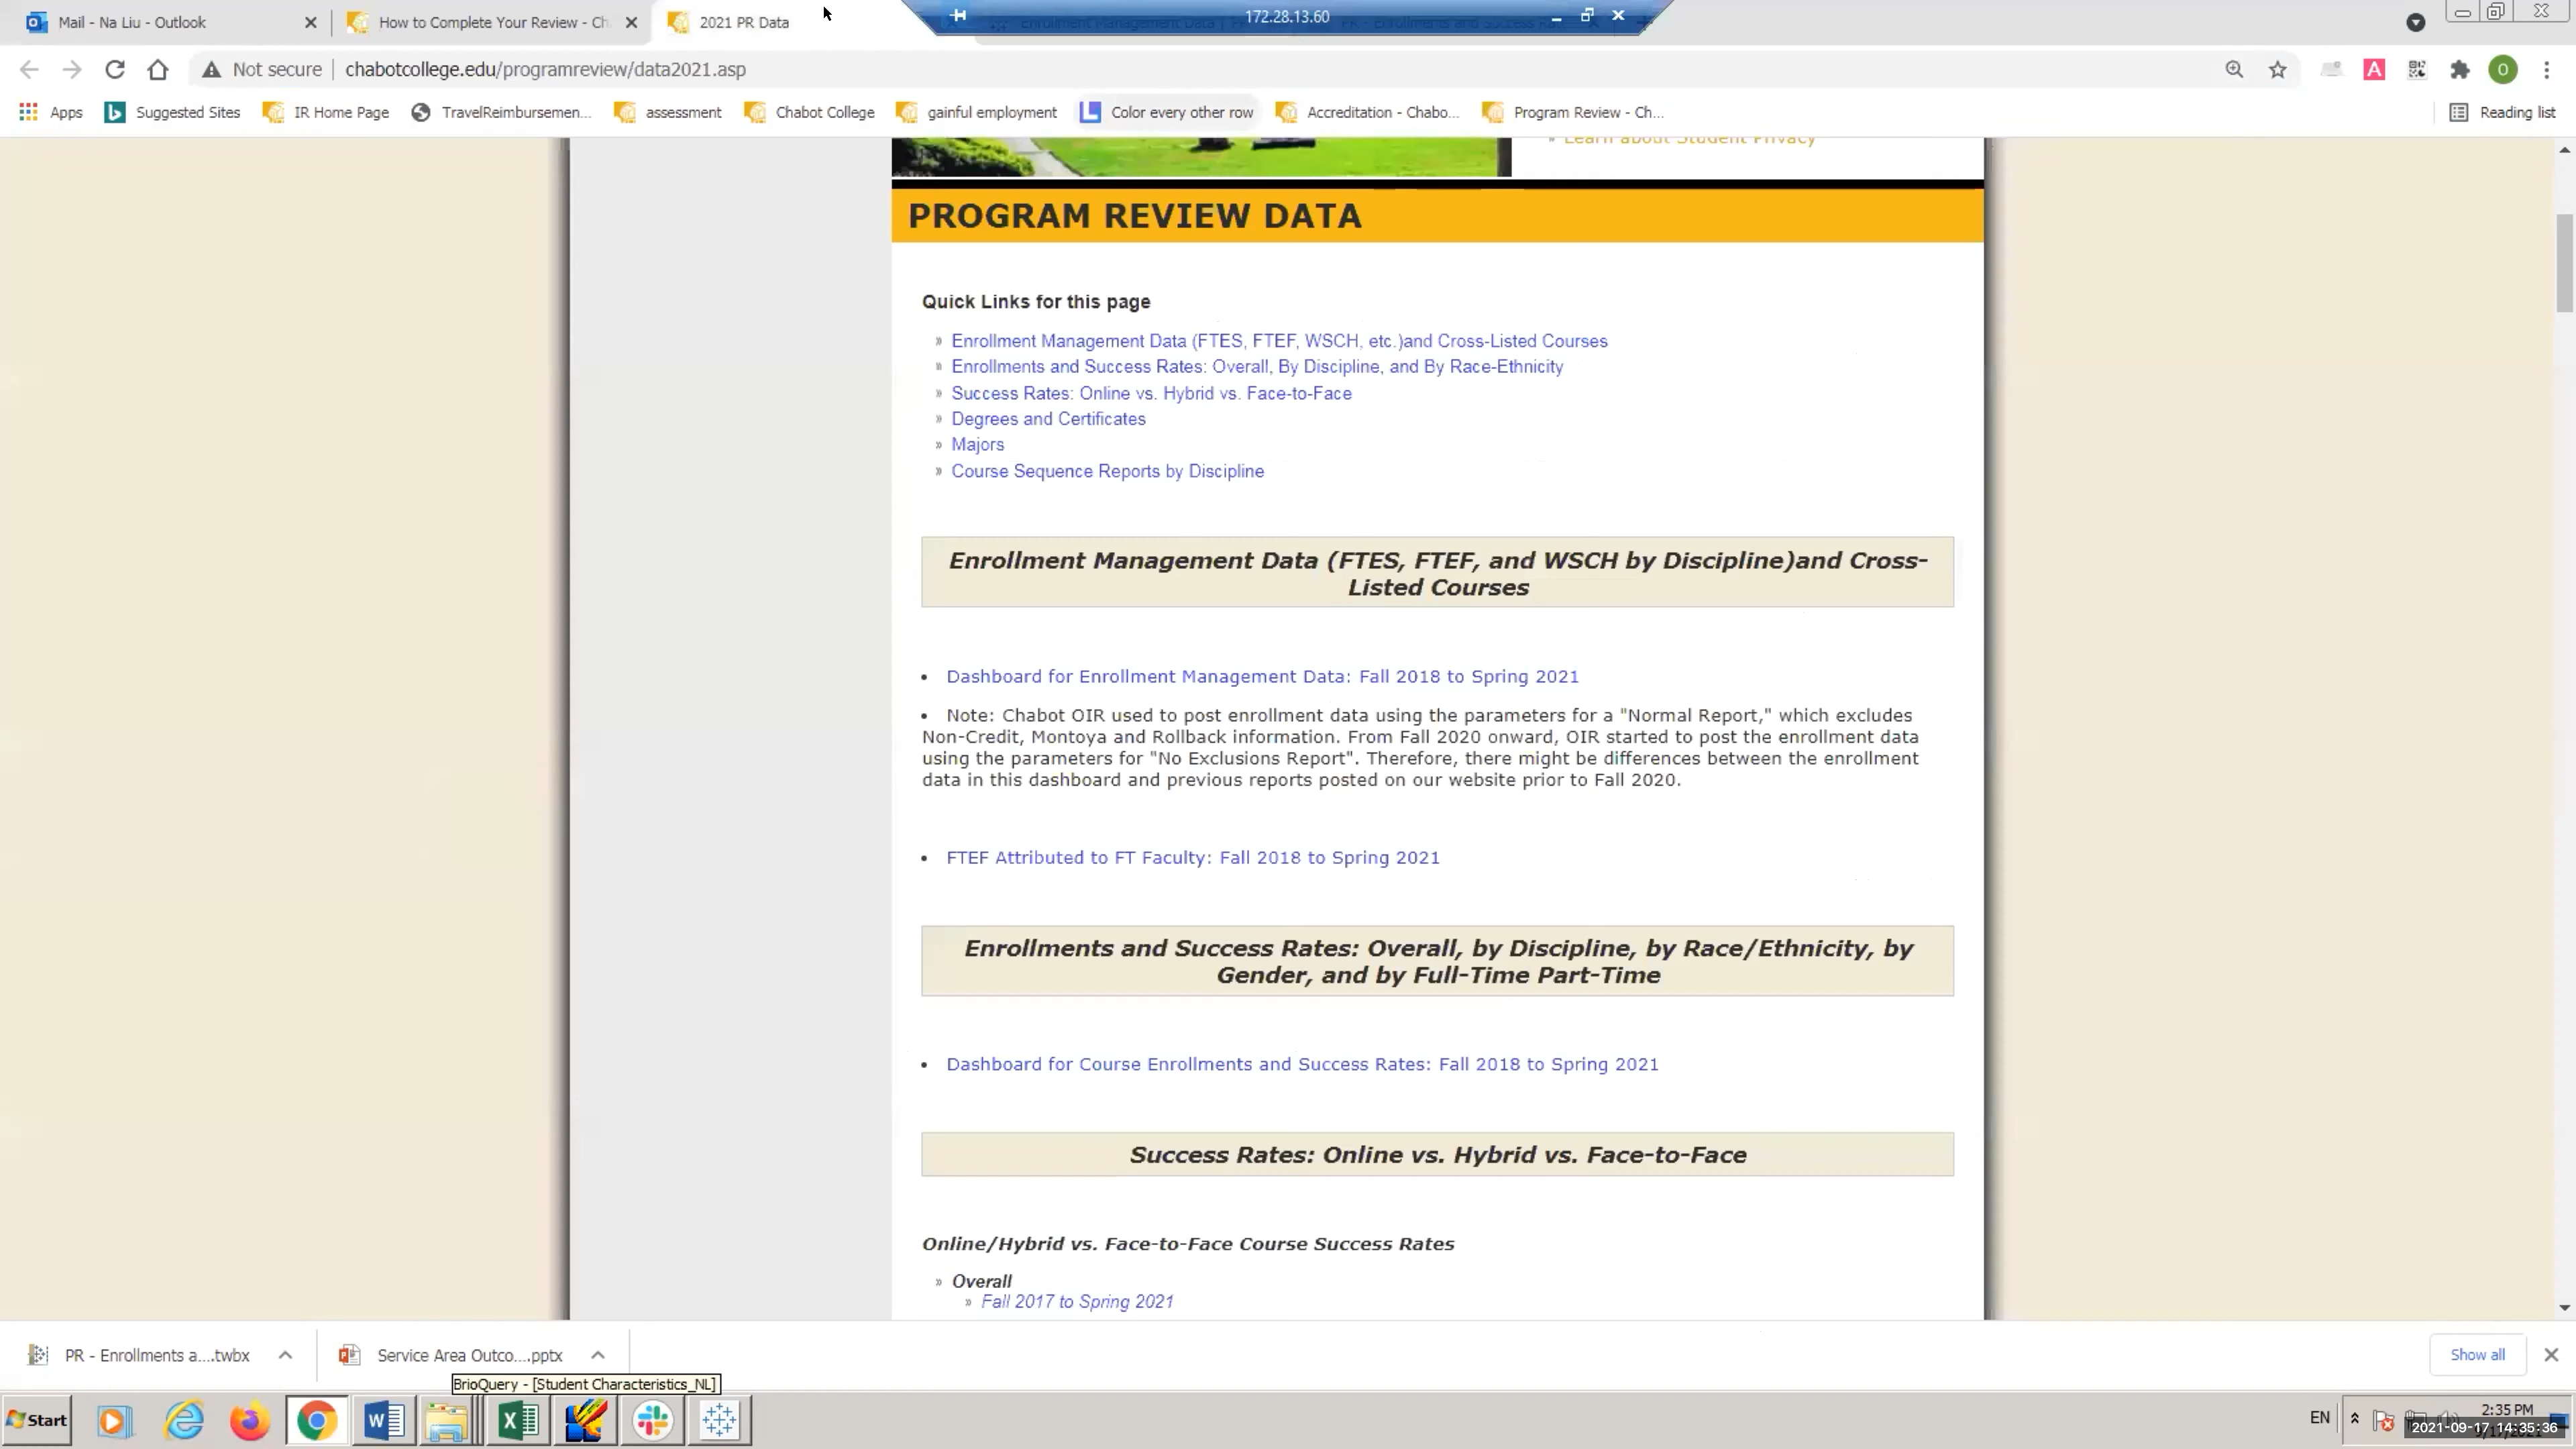 Mail - Na Liu - Outlook
How to Complete Your Review - Ch
2021 PR Data
172.28.13.60
Not secure
chabotcollege.edu/programreview/data2021.asp
Apps
Suggested Sites
IR Home Page
TravelReimbursemen...
assessment
Chabot College
gainful employment
Color every other row
Accreditation - Chabo...
Program Review - Ch...
Reading list
» Learn about Student Privacy
PROGRAM REVIEW DATA
Quick Links for this page
» Enrollment Management Data (FTES, FTEF, WSCH, etc.)and Cross-Listed Courses
» Enrollments and Success Rates: Overall, By Discipline, and By Race-Ethnicity
» Success Rates: Online vs. Hybrid vs. Face-to-Face
» Degrees and Certificates
» Majors
» Course Sequence Reports by Discipline
Enrollment Management Data (FTES, FTEF, and WSCH by Discipline)and Cross-
Listed Courses
• Dashboard for Enrollment Management Data: Fall 2018 to Spring 2021
• Note: Chabot OIR used to post enrollment data using the parameters for a "Normal Report," which excludes
Non-Credit, Montoya and Rollback information. From Fall 2020 onward, OIR started to post the enrollment data
using the parameters for "No Exclusions Report". Therefore, there might be differences between the enrollment
data in this dashboard and previous reports posted on our website prior to Fall 2020.
• FTEF Attributed to FT Faculty: Fall 2018 to Spring 2021
Enrollments and Success Rates: Overall, by Discipline, by Race/Ethnicity, by
Gender, and by Full-Time Part-Time
• Dashboard for Course Enrollments and Success Rates: Fall 2018 to Spring 2021
Success Rates: Online vs. Hybrid vs. Face-to-Face
Online/Hybrid vs. Face-to-Face Course Success Rates
» Overall
» Fall 2017 to Spring 2021
PR - Enrollments a....twbx
Service Area Outco....pptx
Show all
BrioQuery - [Student Characteristics_NL]
Start
EN
2:35 PM
2021-09-17 14:35:36